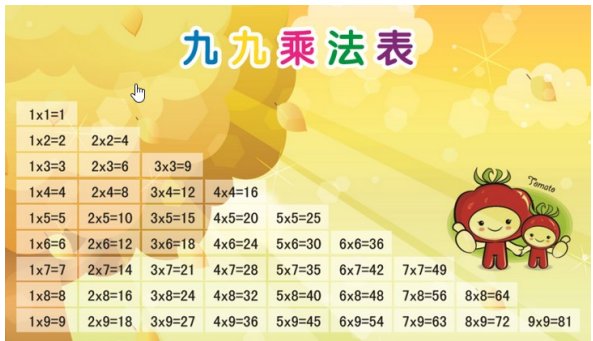 九九乘法表
1x1=1
1x2=2 2x2=4
1x3=3 2x3=6 3x3=9
Tomato
1x4=4 2x4=8 3x4=12 4x4=16
1x5=5 2x5=10 3x5=15 4x5=20 5x5=25
1x6=6 2x6=12 3x6=18 4x6=24 5x6=30 6x6=36
1x7=7 2x7=14 3x7=21 4x7=28 5x7=35 6x7=42 7x7=49
1x8=8 2x8=16 3x8=24 4x8=32 5x8=40 6x8=48 7x8=56 8x8=64
1x9=9 2x9=18 3x9=27 4x9=36 5x9=45 6x9=54 7x9=63 8x9=72 9x9=81